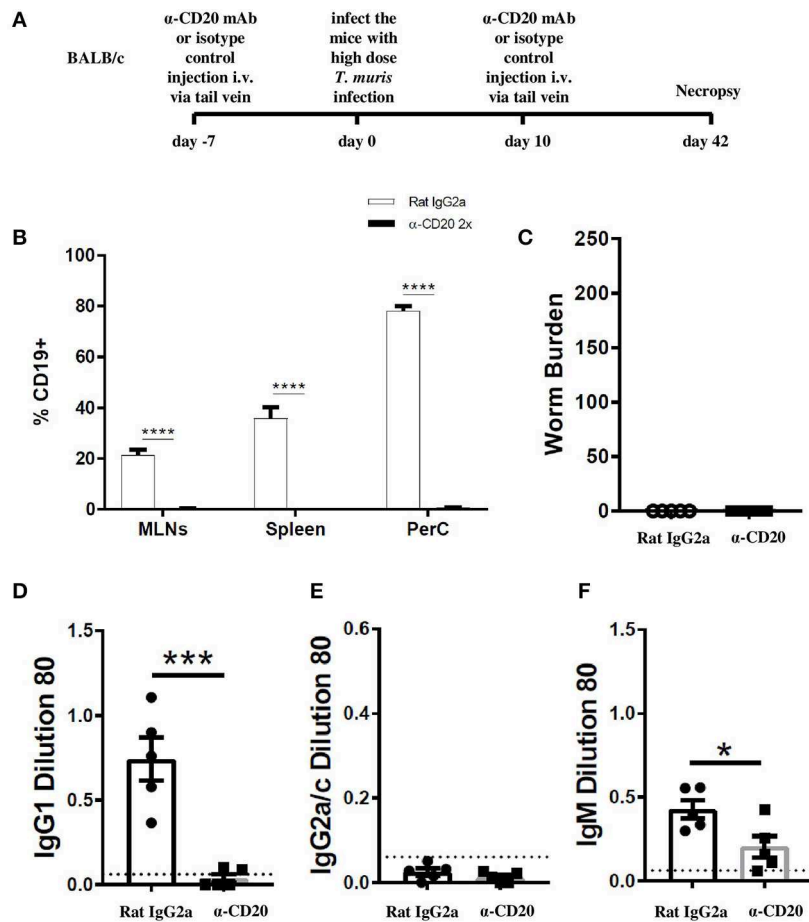 A
BALB/c
α-CD20 mAb
or isotype
control
injection i.v.
via tail vein
infect the
mice with
high dose
T. muris
infection
α-CD20 mAb
or isotype
control
injection i.v.
via tail vein
Necropsy
day -7
day 0
day 10
day 42
B
Rat IgG2a
α-CD20 2x
% CD19+
100
80
60
40
20
0
****
****
****
MLNs
Spleen
PerC
C
Worm Burden
250
200
150
100
50
0
Rat IgG2a
α-CD20
D
IgG1 Dilution 80
1.5
1.0
0.5
0.0
***
Rat IgG2a
α-CD20
E
IgG2a/c Dilution 80
0.6
0.4
0.2
0.0
Rat IgG2a
α-CD20
F
IgM Dilution 80
1.5
1.0
0.5
0.0
*
Rat IgG2a
α-CD20